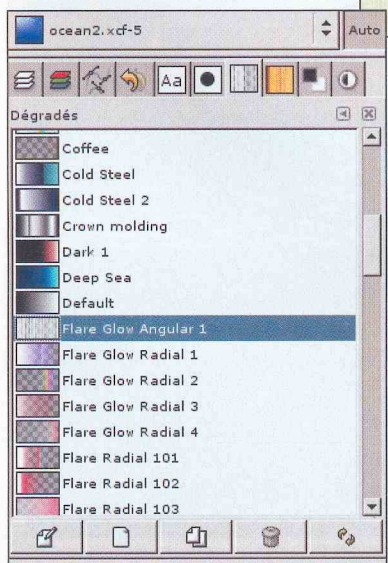 ocean2.xcf-5
Auto
Aa
Dégradés
Coffee
Cold Steel
Cold Steel 2
Crown molding
Dark 1
Deep Sea
Default
Flare Glow Angular 1
Flare Glow Radial 1
Flare Glow Radial 2
Flare Glow Radial 3
Flare Glow Radial 4
Flare Radial 101
Flare Radial 102
Flare Radial 103